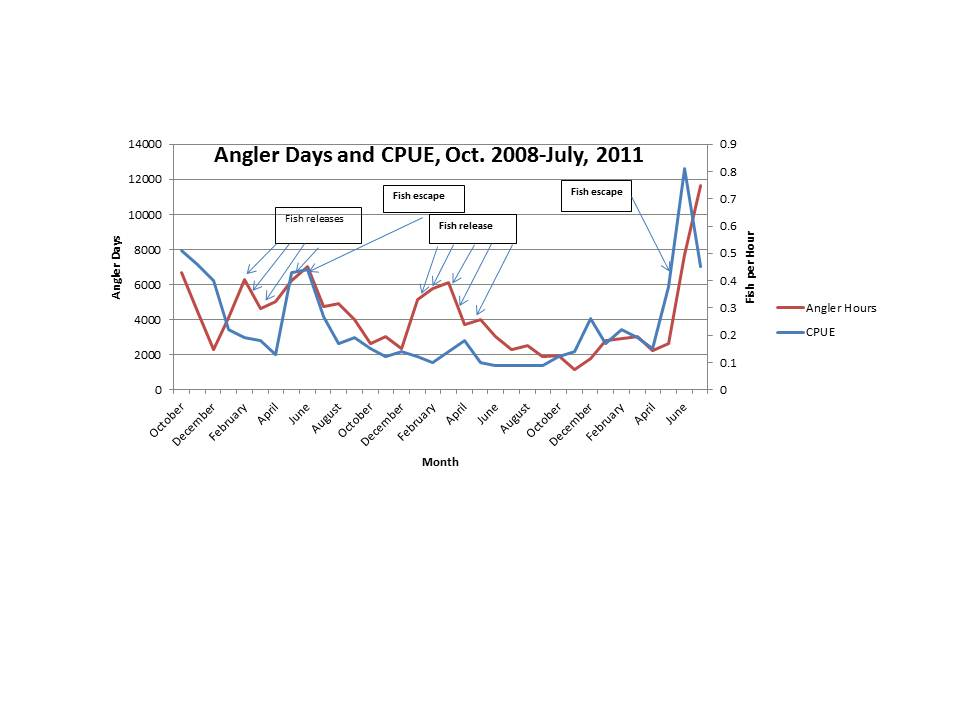 Angler Days and CPUE, Oct. 2008-July, 2011
14000
12000
10000
8000
6000
4000
2000
0
Angler Days
0.9
0.8
0.7
0.6
0.5
0.4
0.3
0.2
0.1
0
Fish per Hour
Fish releases
Fish escape
Fish release
Fish escape
October
December
February
April
June
August
October
December
February
April
June
August
October
December
February
April
June
Month
Angler Hours
CPUE